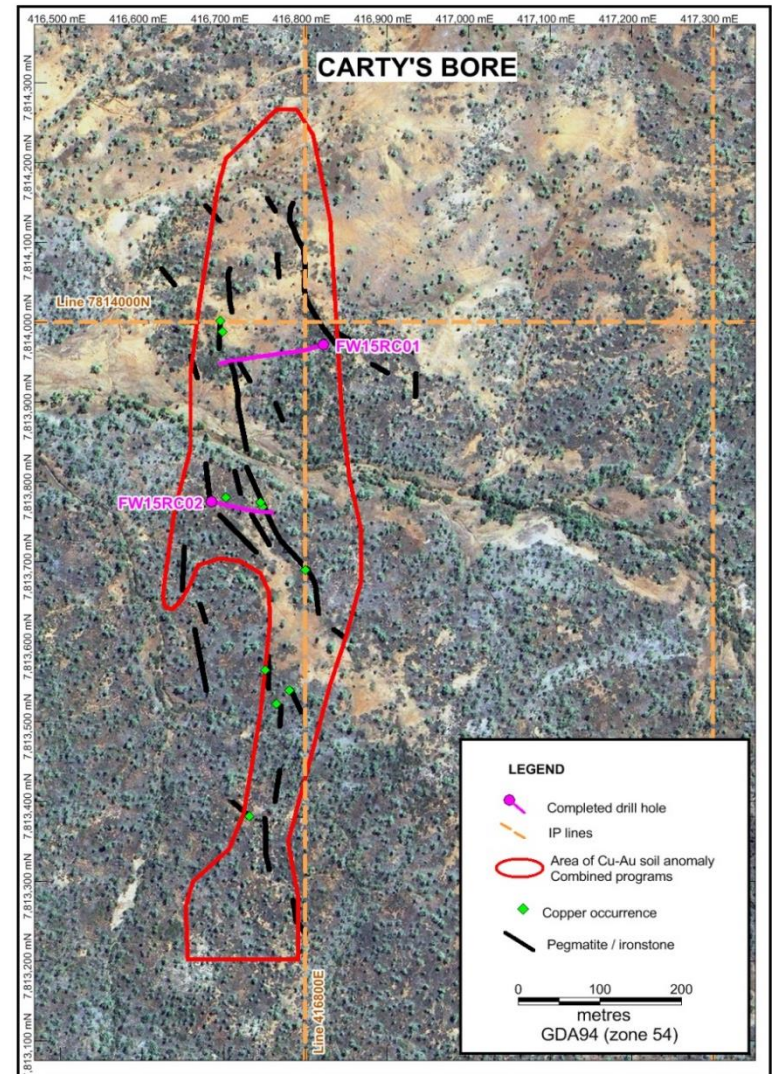 416,500 mE
416,600 mE
416,700 mE
416,800 mE
416,900 mE
417,000 mE
417,100 mE
417,200 mE
417,300 mE
CARTY'S BORE
7,814,300 mN
7,814,200 mN
7,814,100 mN
7,814,000 mN
7,813,900 mN
7,813,800 mN
7,813,700 mN
7,813,600 mN
7,813,500 mN
7,813,400 mN
7,813,300 mN
7,813,200 mN
7,813,100 mN
Line 7814000N
FW15RC01
FW15RC02
Line 416800E
LEGEND
Completed drill hole
IP lines
Area of Cu-Au soil anomaly
Combined programs
Copper occurrence
Pegmatite / ironstone
0 100 200
metres
GDA94 (zone 54)